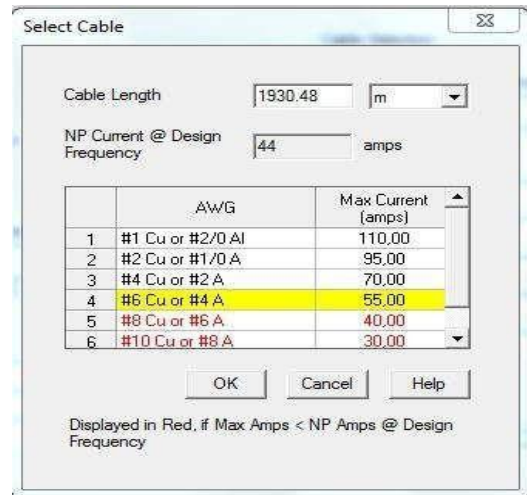 Select Cable
Cable Length 1930.48 m
NP Current @ Design Frequency 44 amps
AWG Max Current (amps)
1 #1 Cu or #2/0 Al 110,00
2 #2 Cu or #1/0 A 95,00
3 #4 Cu or #2 A 70,00
4 #6 Cu or #4 A 55,00
5 #8 Cu or #6 A 40,00
6 #10 Cu or #8 A 30,00
OK Cancel Help
Displayed in Red, if Max Amps < NP Amps @ Design
Frequency